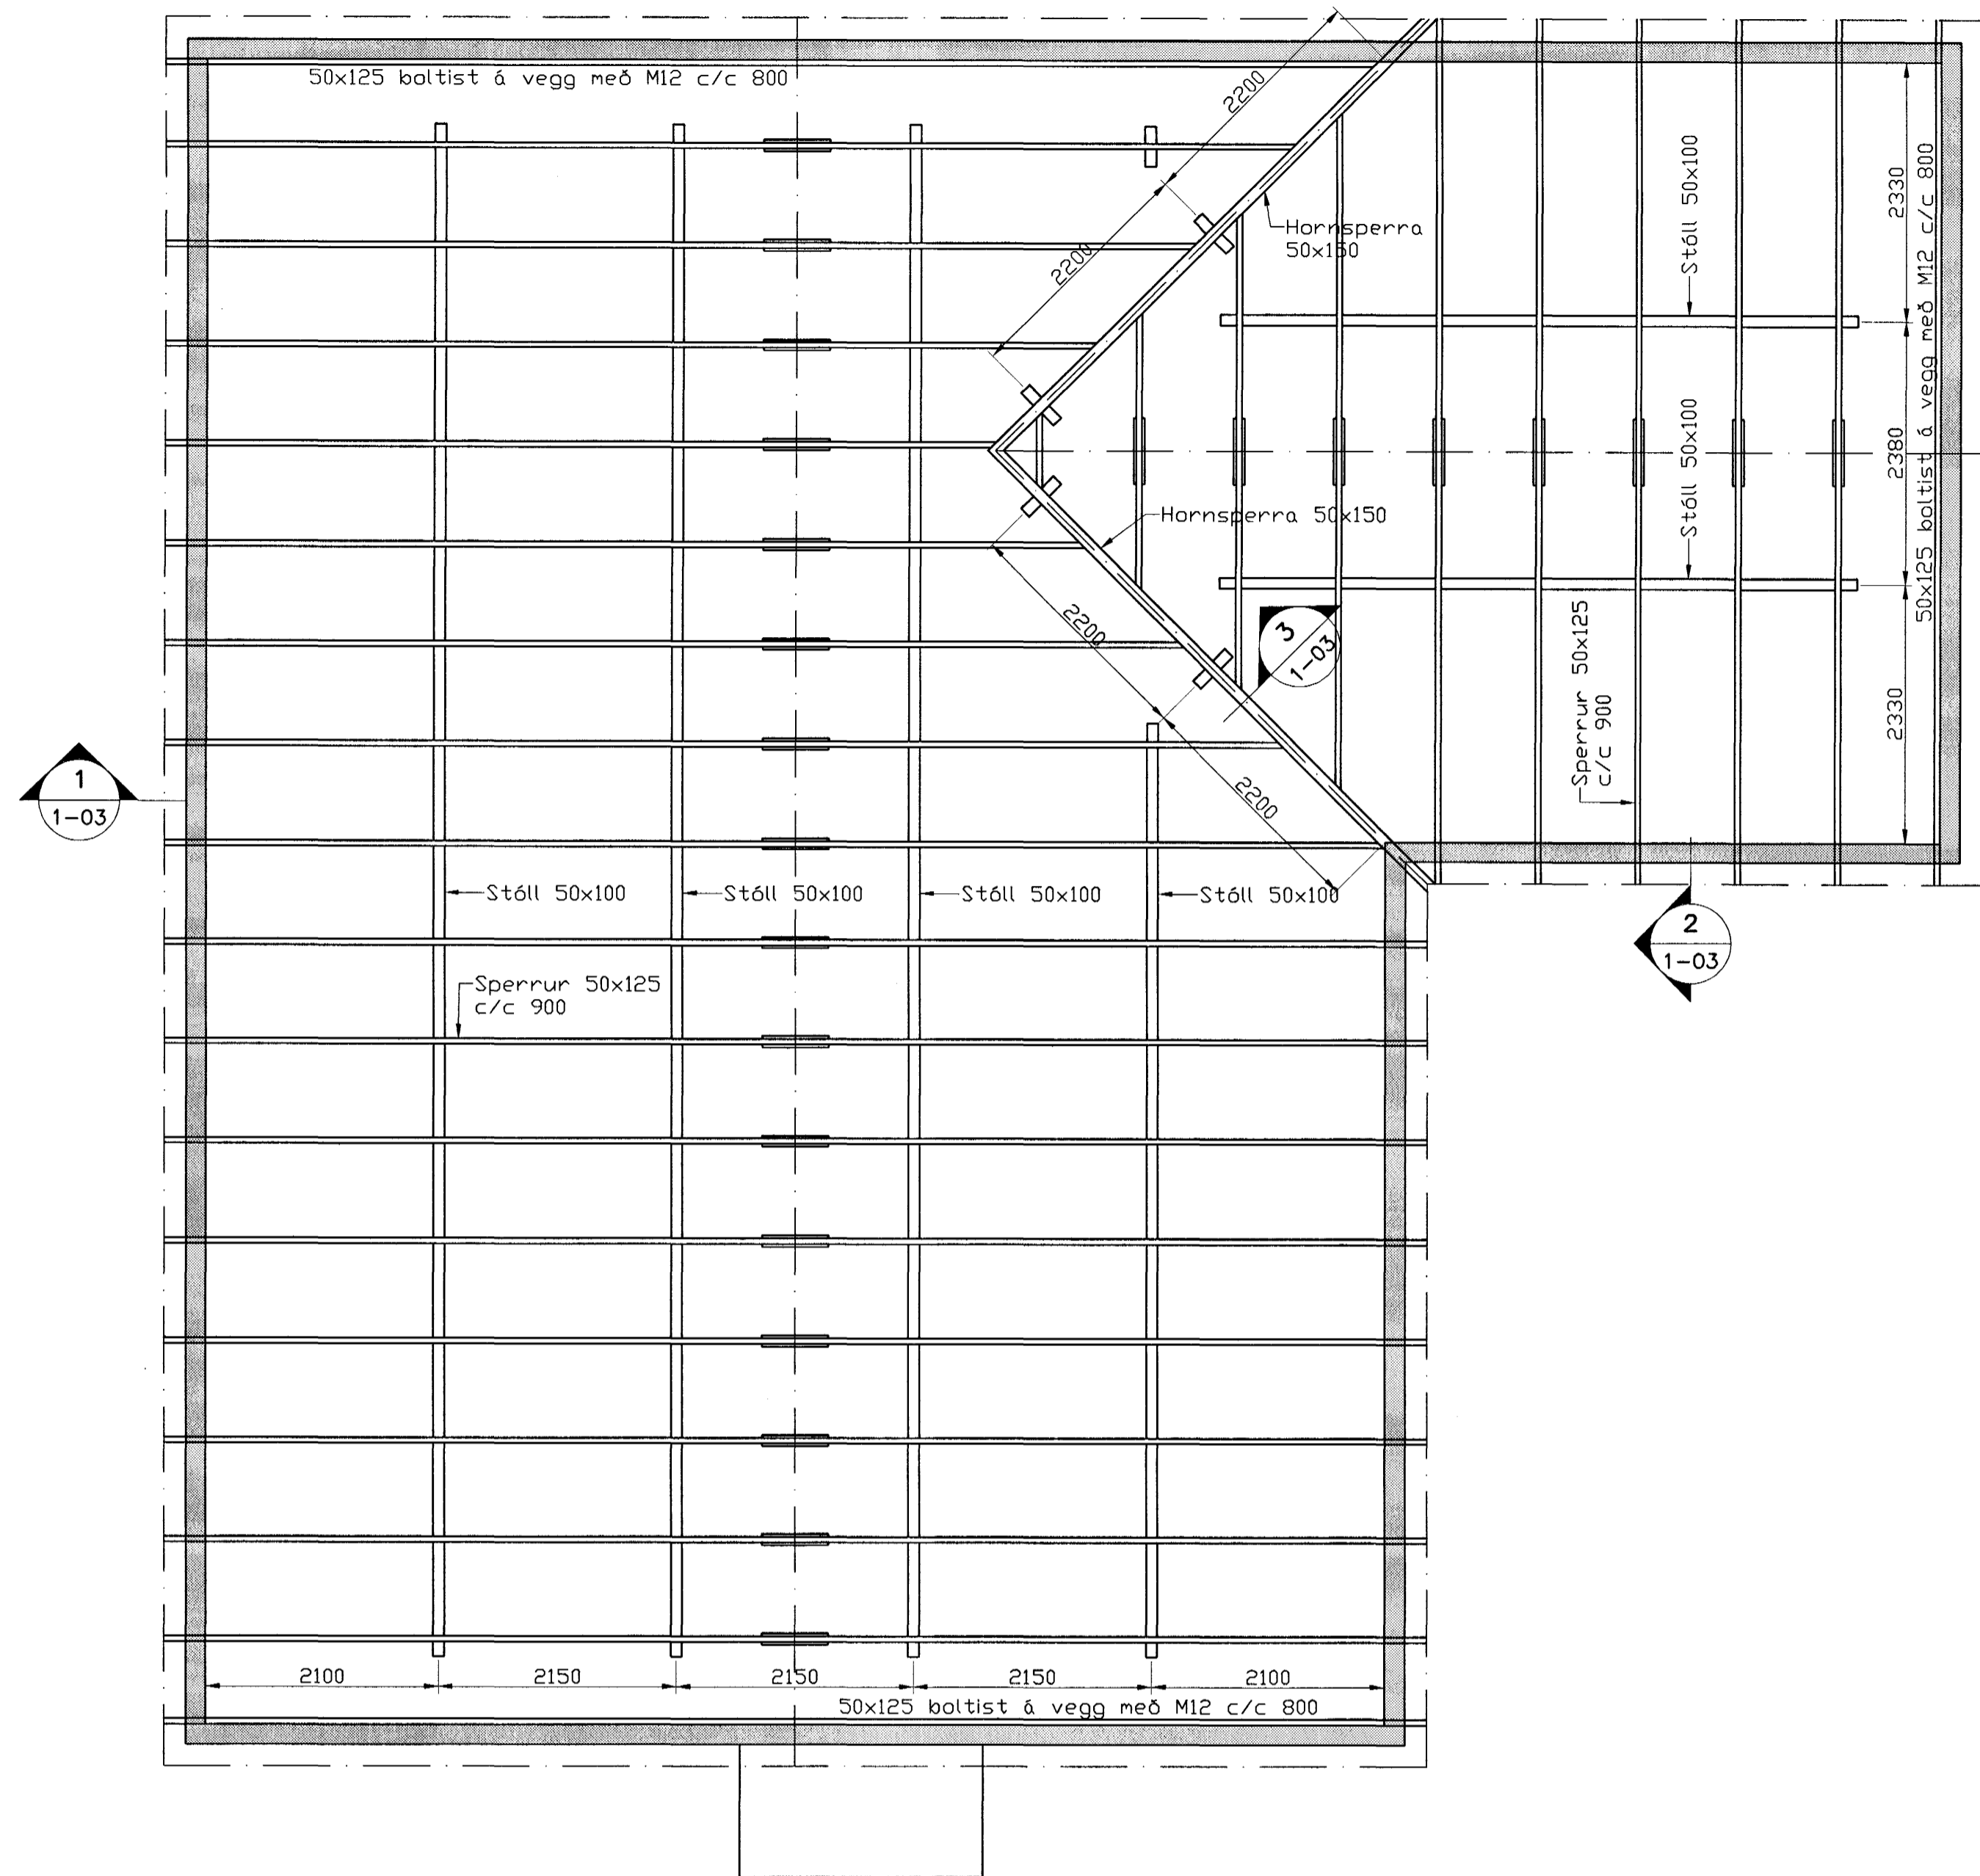 50x125 boltist á vegg með M12 c/c 800
2200
2200
Hornsperra
50x150
Stóll 50x100
2330
50x125 boltist á vegg með M12 c/c 800
Stóll 50x100
2380
Hornsperra 50x150
2200
3
1-03
Sperrur 50x125
c/c 900
2330
1
1-03
2200
Stóll 50x100
Stóll 50x100
Stóll 50x100
Stóll 50x100
2
1-03
Sperrur 50x125
c/c 900
2100
2150
2150
2150
2100
50x125 boltist á vegg með M12 c/c 800